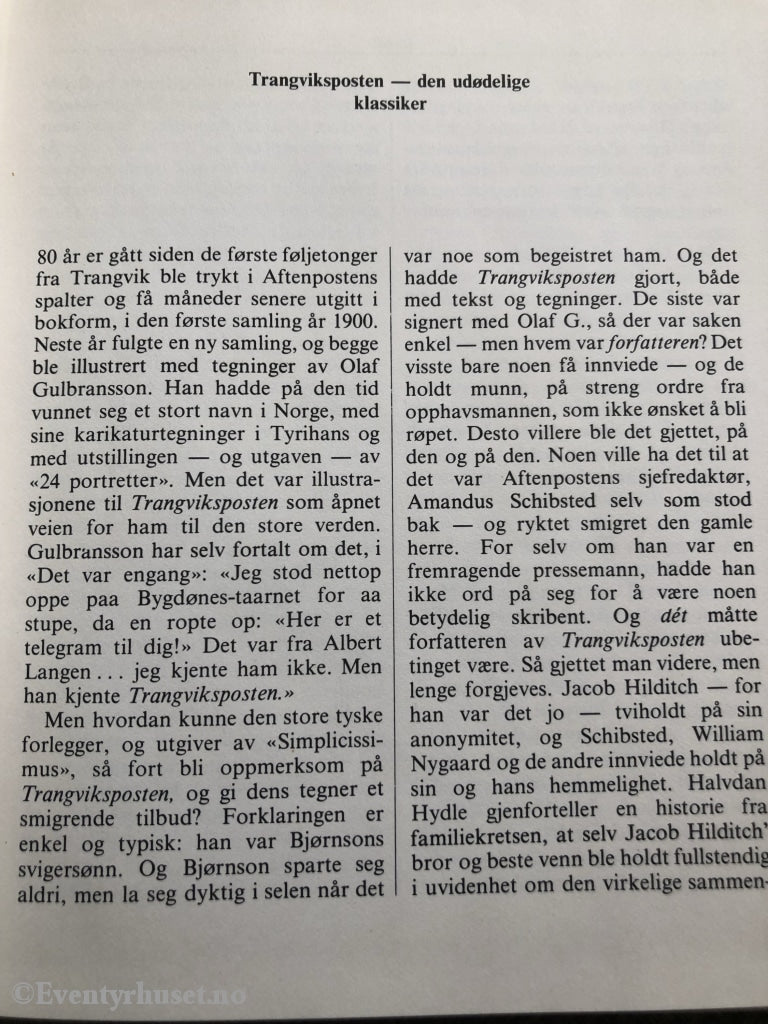 Trangviksposten — den udødelige
klassiker
80 år er gått siden de første føljetonger
fra Trangvik ble trykt i Aftenpostens
spalter og få måneder senere utgitt i
bokform, i den første samling år 1900.
Neste år fulgte en ny samling, og begge
ble illustrert med tegninger av Olaf
Gulbransson. Han hadde på den tid
vunnet seg et stort navn i Norge, med
sine karikaturtegninger i Tyrihans og
med utstillingen — og utgaven — av
«24 portretter». Men det var illustra-
sjonene til Trangviksposten som åpnet
veien for ham til den store verden.
Gulbransson har selv fortalt om det, i
«Det var engang»: «Jeg stod nettop
oppe paa Bygdønes-taarnet for aa
stupe, da en ropte op: «Her er et
telegram til dig!» Det var fra Albert
Langen... jeg kjente ham ikke. Men
han kjente Trangviksposten.»
Men hvordan kunne den store tyske
forlegger, og utgiver av «Simplicissi-
mus», så fort bli oppmerksom på
Trangviksposten, og gi dens tegner et
smigrende tilbud? Forklaringen er
enkel og typisk: han var Bjørnsons
svigersønn. Og Bjørnson sparte seg
aldri, men la seg dyktig i selen når det
var noe som begeistret ham. Og det
hadde Trangviksposten gjort, både
med tekst og tegninger. De siste var
signert med Olaf G., så der var saken
enkel — men hvem var forfatteren? Det
visste bare noen få innviede — og de
holdt munn, på streng ordre fra
opphavsmannen, som ikke ønsket å bli
røpet. Desto villere ble det gjettet, på
den og på den. Noen ville ha det til at
det var Aftenpostens sjefredaktør,
Amandus Schibsted selv som stod
bak — og ryktet smigret den gamle
herre. For selv om han var en
fremragende pressemann, hadde han
ikke ord på seg for å være noen
betydelig skribent. Og dét måtte
forfatteren av Trangviksposten ube-
tinget være. Så gjettet man videre, men
lenge forgjeves. Jacob Hilditch — for
han var det jo — tviholdt på sin
anonymitet, og Schibsted, William
Nygaard og de andre innviede holdt på
sin og hans hemmelighet. Halvdan
Hydle gjenforteller en historie fra
familiekretsen, at selv Jacob Hilditch'
bror og beste venn ble holdt fullstendig
i uvidenhet om den virkelige sammen-
©Eventyrhuset.no